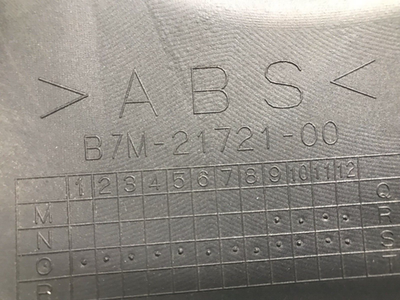 >ABS<
B7M-21721-00
1 2 3 4 5 6 7 8 9 10 11 12
Q
M R
N S
O T
P